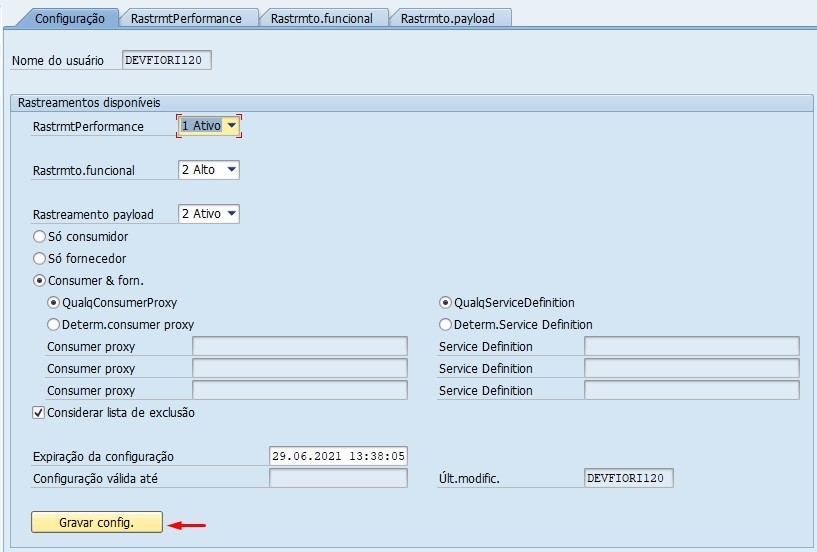 Configuração RastrmtPerformance Rastrmto.funcional Rastrmto.payload
Nome do usuário DEVFIORI120
Rastreamentos disponíveis
RastrmtPerformance 1 Ativo
Rastrmto.funcional 2 Alto
Rastreamento payload 2 Ativo
Só consumidor
Só fornecedor
Consumer & forn.
QualqConsumerProxy QualqServiceDefinition
Determ.consumer proxy Determ.Service Definition
Consumer proxy Service Definition
Consumer proxy Service Definition
Consumer proxy Service Definition
Considerar lista de exclusão
Expiração da configuração 29.06.2021 13:38:05
Configuração válida até Últ.modific. DEVFIORI120
Gravar config.